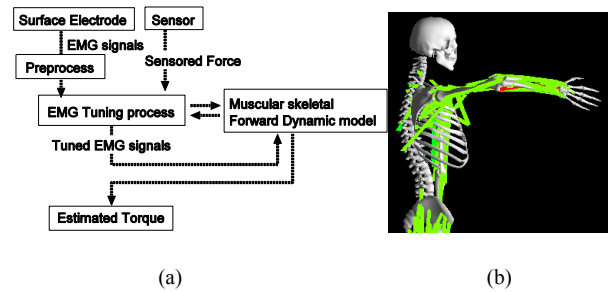 Surface Electrode
Sensor
EMG signals
Preprocess
Sensored Force
EMG Tuning process
Muscular skeletal
Forward Dynamic model
Tuned EMG signals
Estimated Torque
(a)
(b)